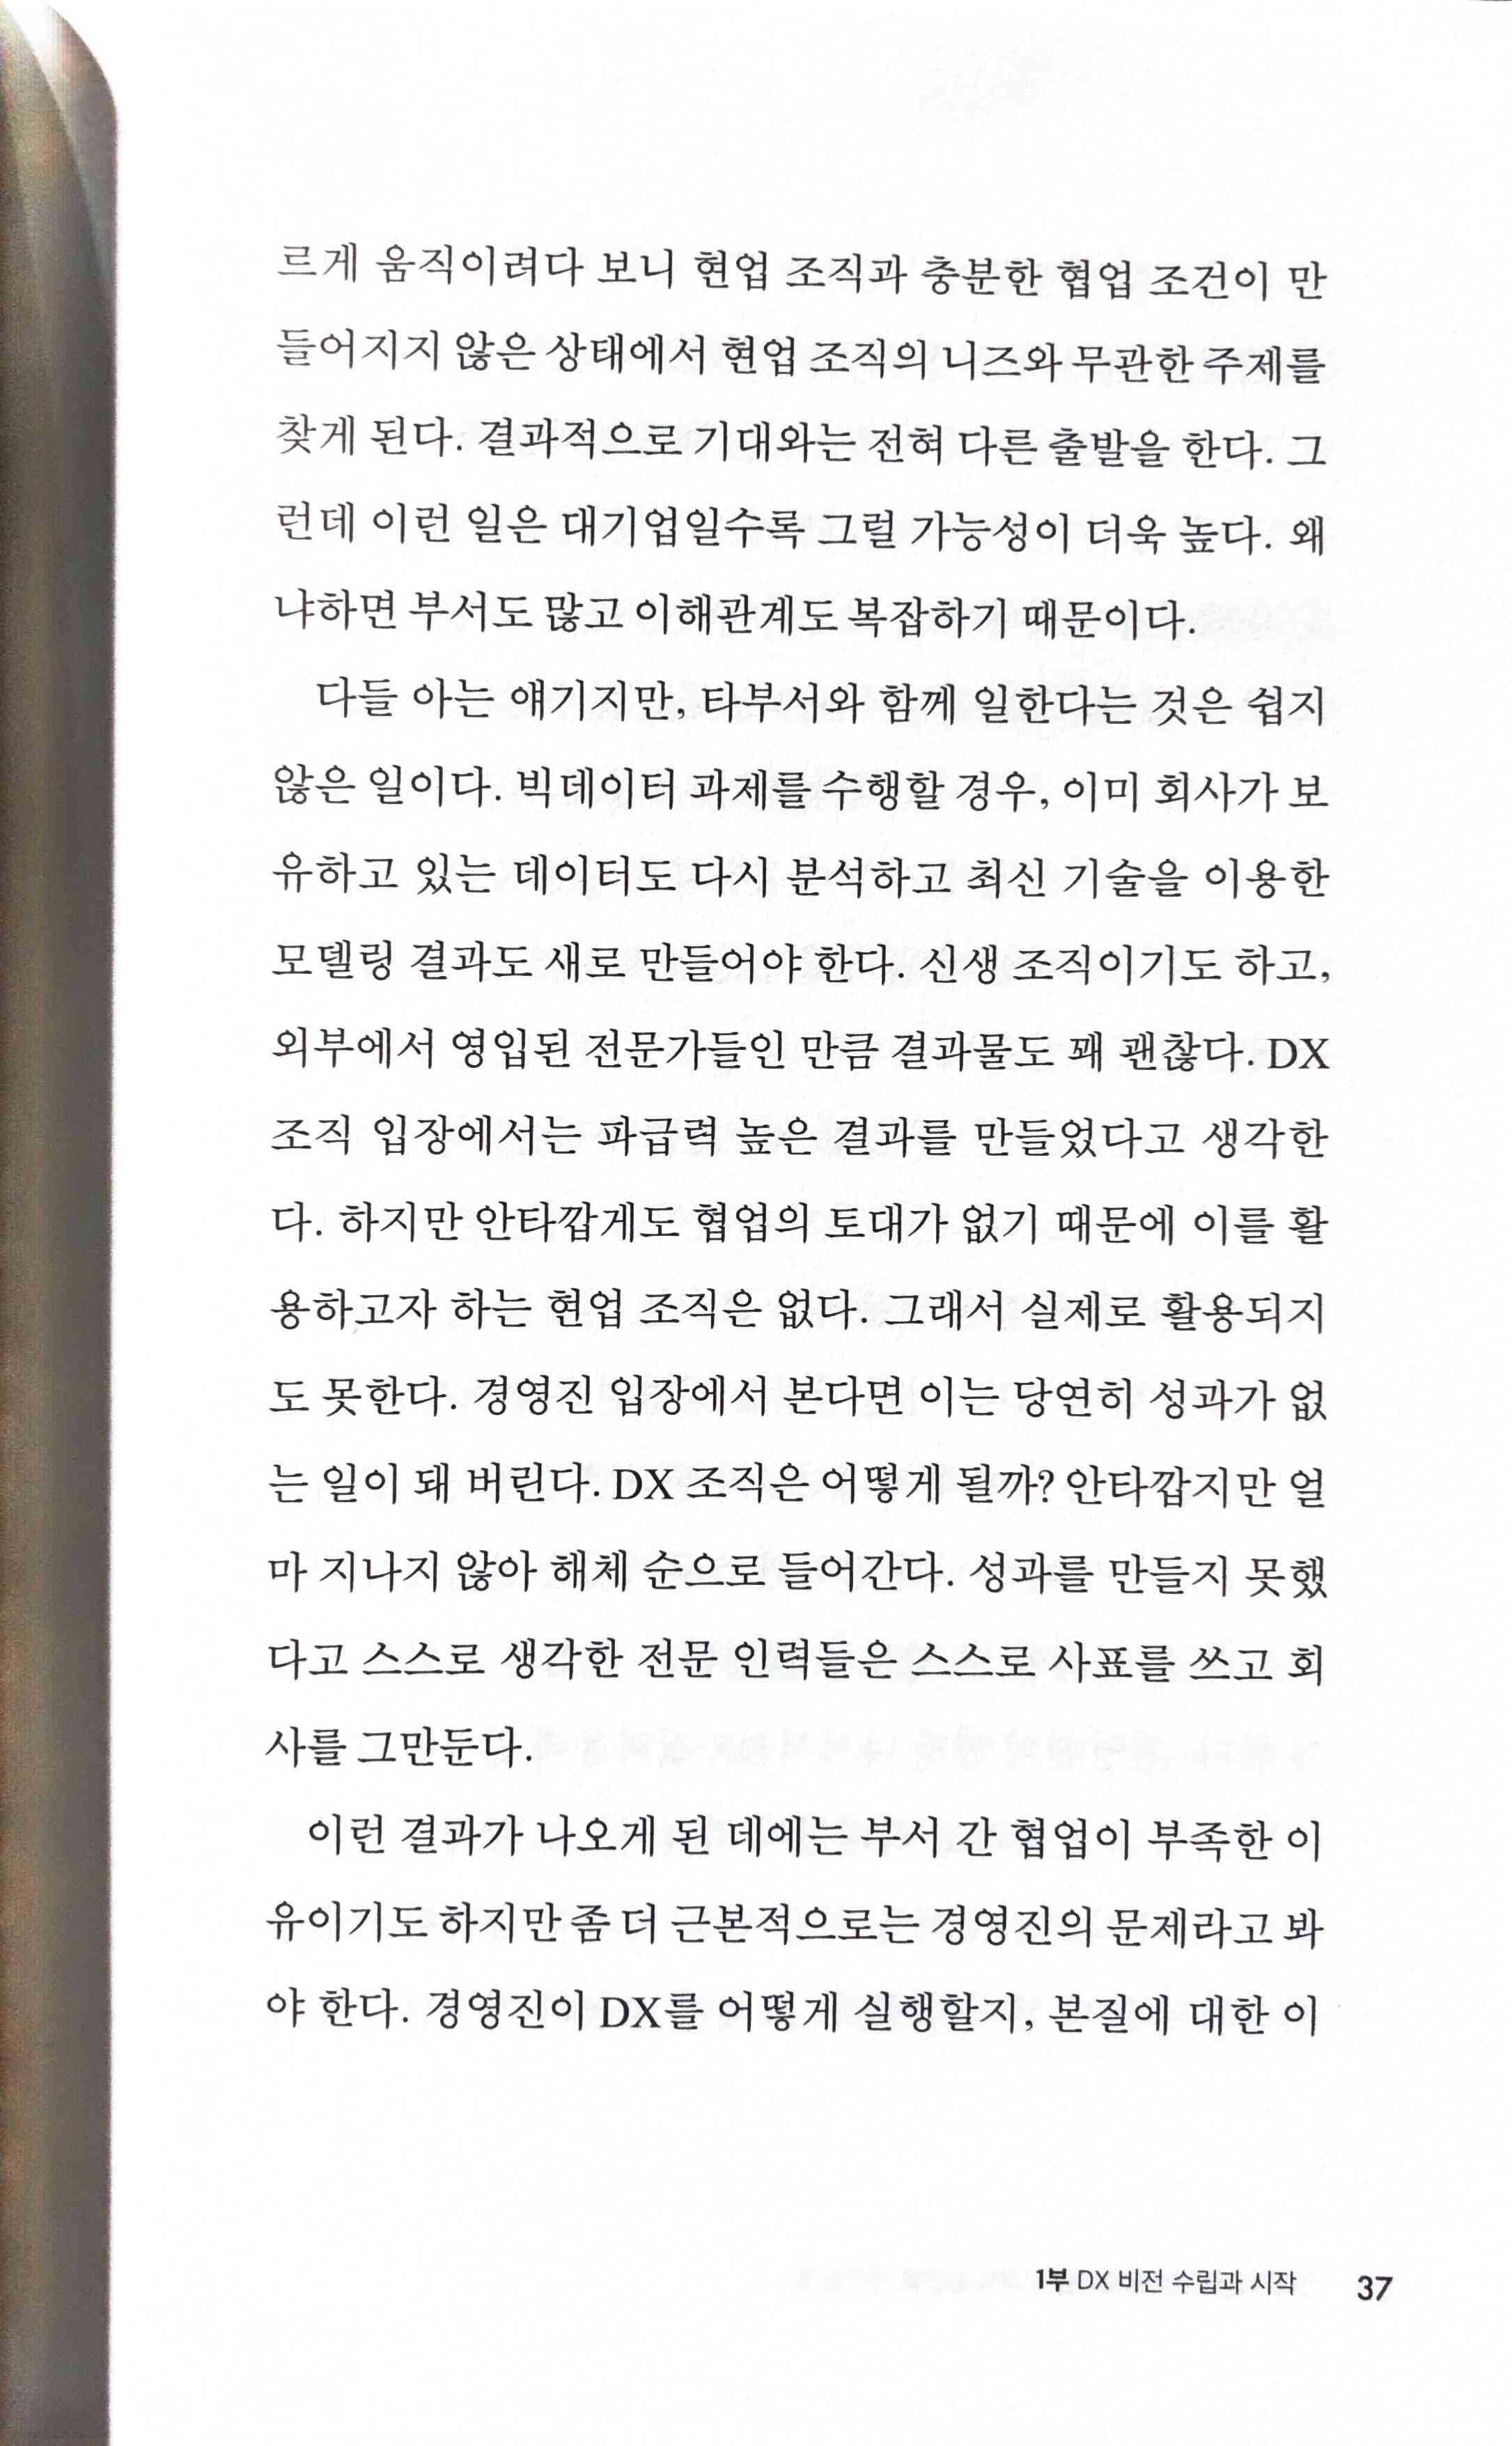 르게 움직이려다 보니 현업 조직과 충분한 협업 조건이 만
들어지지 않은 상태에서 현업 조직의 니즈와 무관한 주제를
찾게 된다. 결과적으로 기대와는 전혀 다른 출발을 한다. 그
런데 이런 일은 대기업일수록 그럴 가능성이 더욱 높다. 왜
냐하면 부서도 많고 이해관계도 복잡하기 때문이다.
다들 아는 얘기지만, 타부서와 함께 일한다는 것은 쉽지
않은 일이다. 빅데이터 과제를 수행할 경우, 이미 회사가 보
유하고 있는 데이터도 다시 분석하고 최신 기술을 이용한
모델링 결과도 새로 만들어야 한다. 신생 조직이기도 하고,
외부에서 영입된 전문가들인 만큼 결과물도 꽤 괜찮다. DX
조직 입장에서는 파급력 높은 결과를 만들었다고 생각한
다. 하지만 안타깝게도 협업의 토대가 없기 때문에 이를 활
용하고자 하는 현업 조직은 없다. 그래서 실제로 활용되지
도 못한다. 경영진 입장에서 본다면 이는 당연히 성과가 없
는 일이 돼 버린다. DX 조직은 어떻게 될까? 안타깝지만 얼
마 지나지 않아 해체 순으로 들어간다. 성과를 만들지 못했
다고 스스로 생각한 전문 인력들은 스스로 사표를 쓰고 회
사를 그만둔다.
이런 결과가 나오게 된 데에는 부서 간 협업이 부족한 이
유이기도 하지만 좀 더 근본적으로는 경영진의 문제라고 봐
야 한다. 경영진이 DX를 어떻게 실행할지, 본질에 대한 이
1부 DX 비전 수립과 시작 37